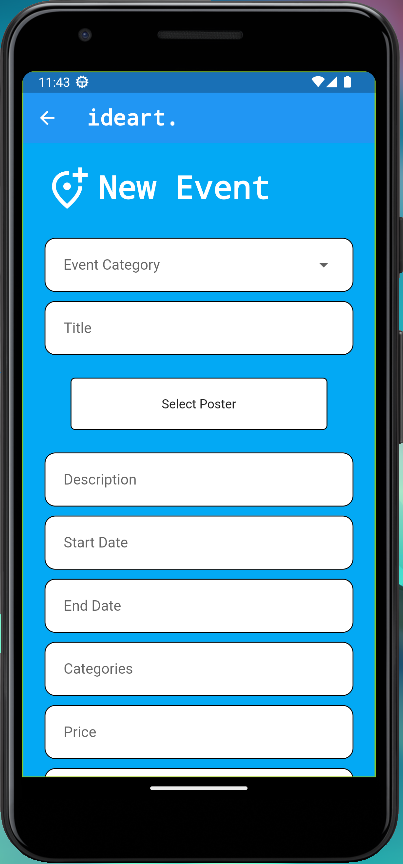 11:43
ideart.
New Event
Event Category
Title
Select Poster
Description
Start Date
End Date
Categories
Price